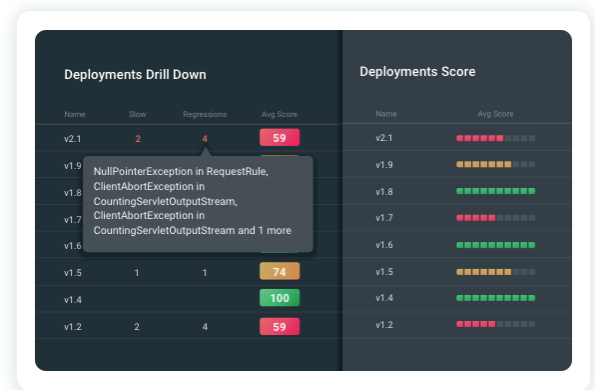 Deployments Drill Down
Name Slow Regressions Avg Score
v2.1 2 4 59
v1.9
v1.8
v1.7
v1.6
NullPointerException in RequestRule,
ClientAbortException in
CountingServletOutputStream,
ClientAbortException in
CountingServletOutputStream and 1 more
v1.5 1 1 74
v1.4 100
v1.2 2 4 59
Deployments Score
Name Avg Score
v2.1
v1.9
v1.8
v1.7
v1.6
v1.5
v1.4
v1.2